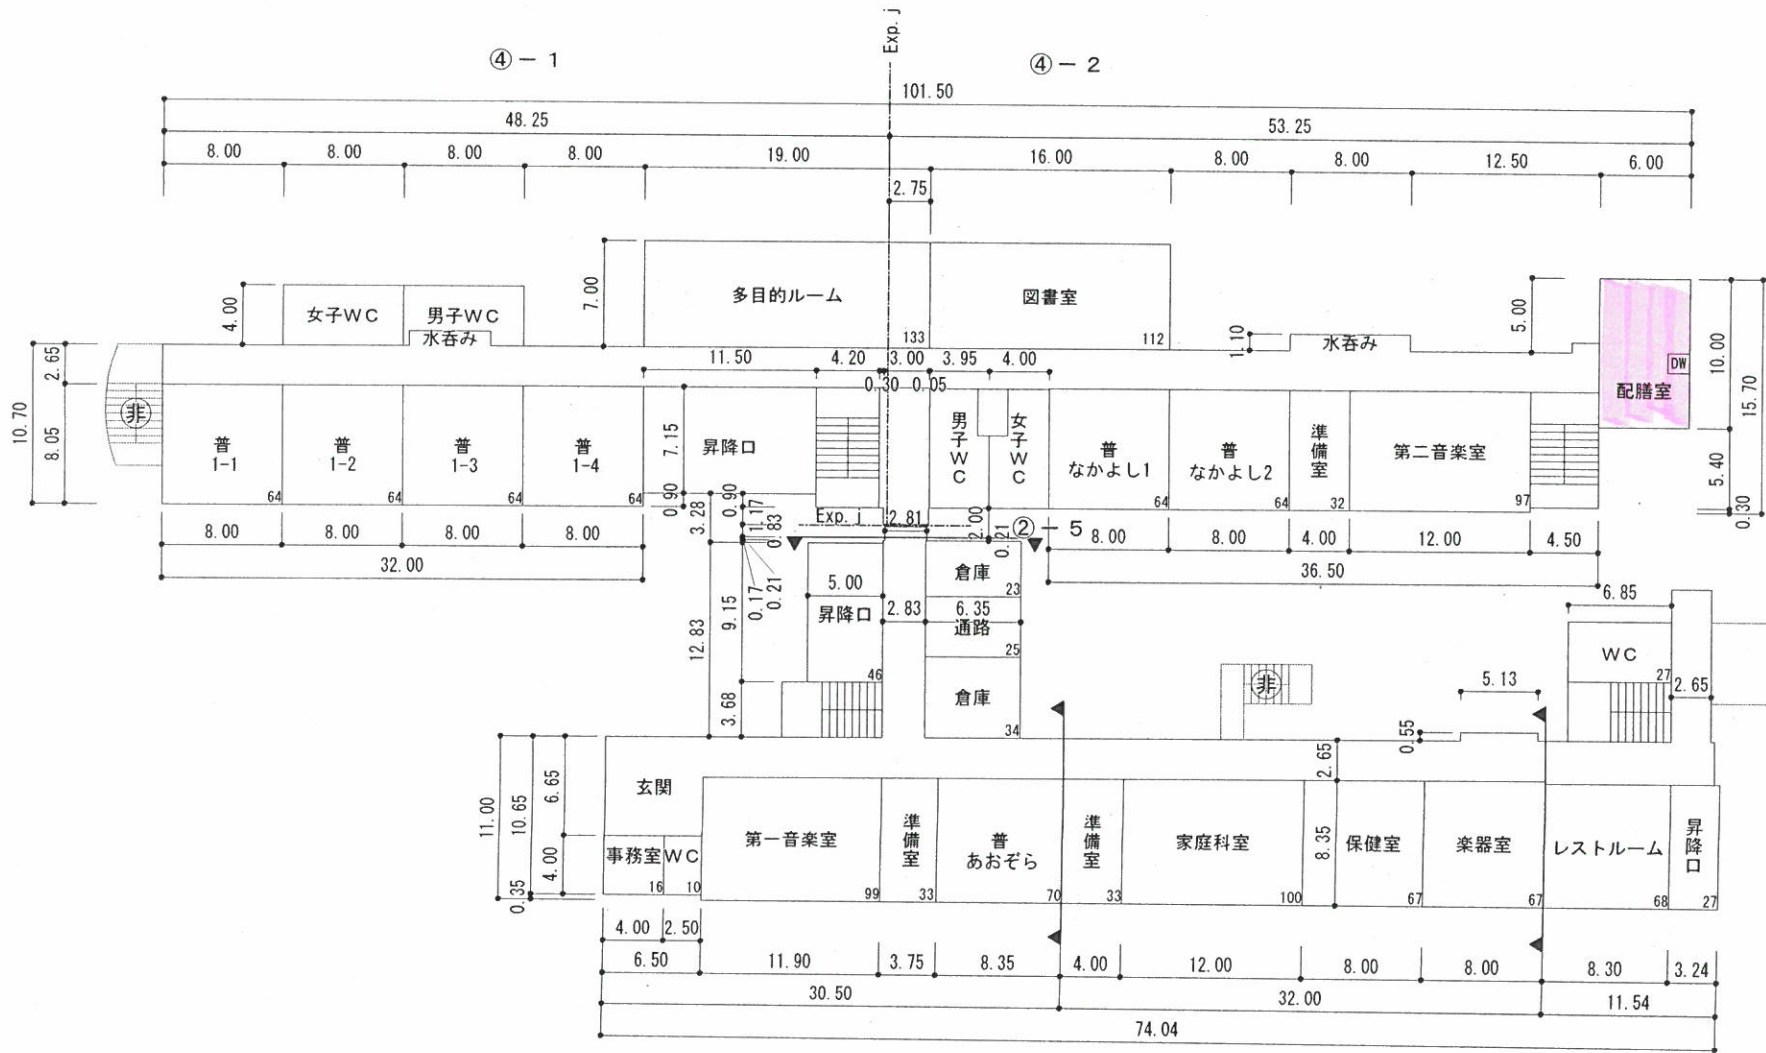 ④－1
Exp. j
④－2
101.50
48.25
53.25
8.00
8.00
8.00
8.00
19.00
16.00
8.00
8.00
12.50
6.00
2.75
4.00
女子WC
男子WC
水呑み
7.00
多目的ルーム
133
図書室
112
1.10
水呑み
5.00
DW
配膳室
10.00
15.70
5.40
0.30
11.50
4.20
3.00
3.95
4.00
0.30
0.05
10.70
2.65
8.05
非
普
1-1
64
普
1-2
64
普
1-3
64
普
1-4
64
7.15
0.90
昇降口
男子WC
女子WC
普
なかよし1
64
普
なかよし2
64
準備室
32
第二音楽室
97
8.00
8.00
8.00
8.00
32.00
3.28
0.90
1.17
0.83
0.17
0.21
Exp. j
2.81
2.00
0.21
②－5
8.00
8.00
4.00
12.00
4.50
36.50
12.83
9.15
3.68
5.00
昇降口
46
2.83
倉庫
23
6.35
通路
25
倉庫
34
非
6.85
WC
27
2.65
5.13
0.55
2.65
11.00
10.65
0.35
6.65
4.00
玄関
事務室
16
WC
10
第一音楽室
99
準備室
33
普
あおぞら
70
準備室
33
家庭科室
100
8.35
保健室
67
楽器室
67
レストルーム
68
昇降口
27
4.00
2.50
6.50
11.90
3.75
8.35
4.00
12.00
8.00
8.00
8.30
3.24
30.50
32.00
11.54
74.04